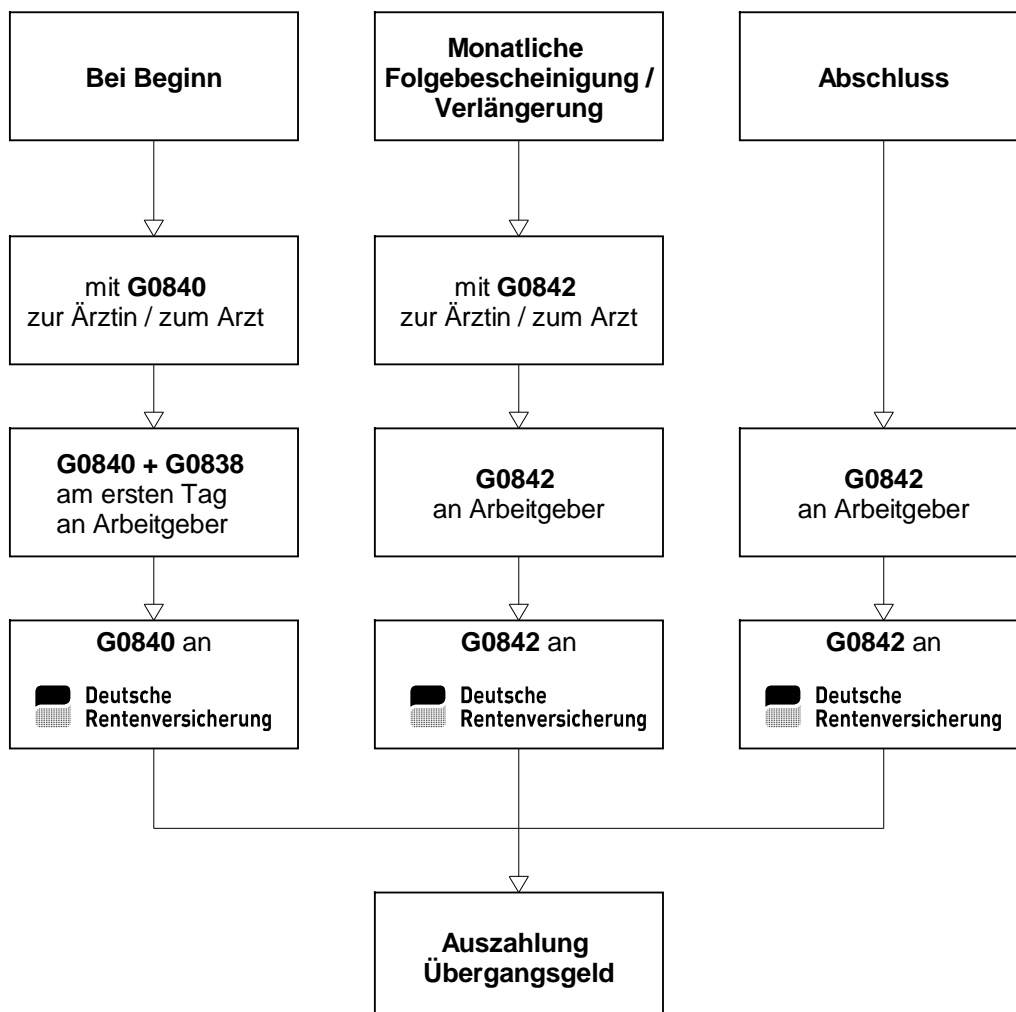 Bei Beginn
Monatliche
Folgebescheinigung /
Verlängerung
Abschluss
mit G0840
zur Ärztin / zum Arzt
mit G0842
zur Ärztin / zum Arzt
G0840 + G0838
am ersten Tag
an Arbeitgeber
G0842
an Arbeitgeber
G0842
an Arbeitgeber
G0840 an
Deutsche
Rentenversicherung
G0842 an
Deutsche
Rentenversicherung
G0842 an
Deutsche
Rentenversicherung
Auszahlung
Übergangsgeld